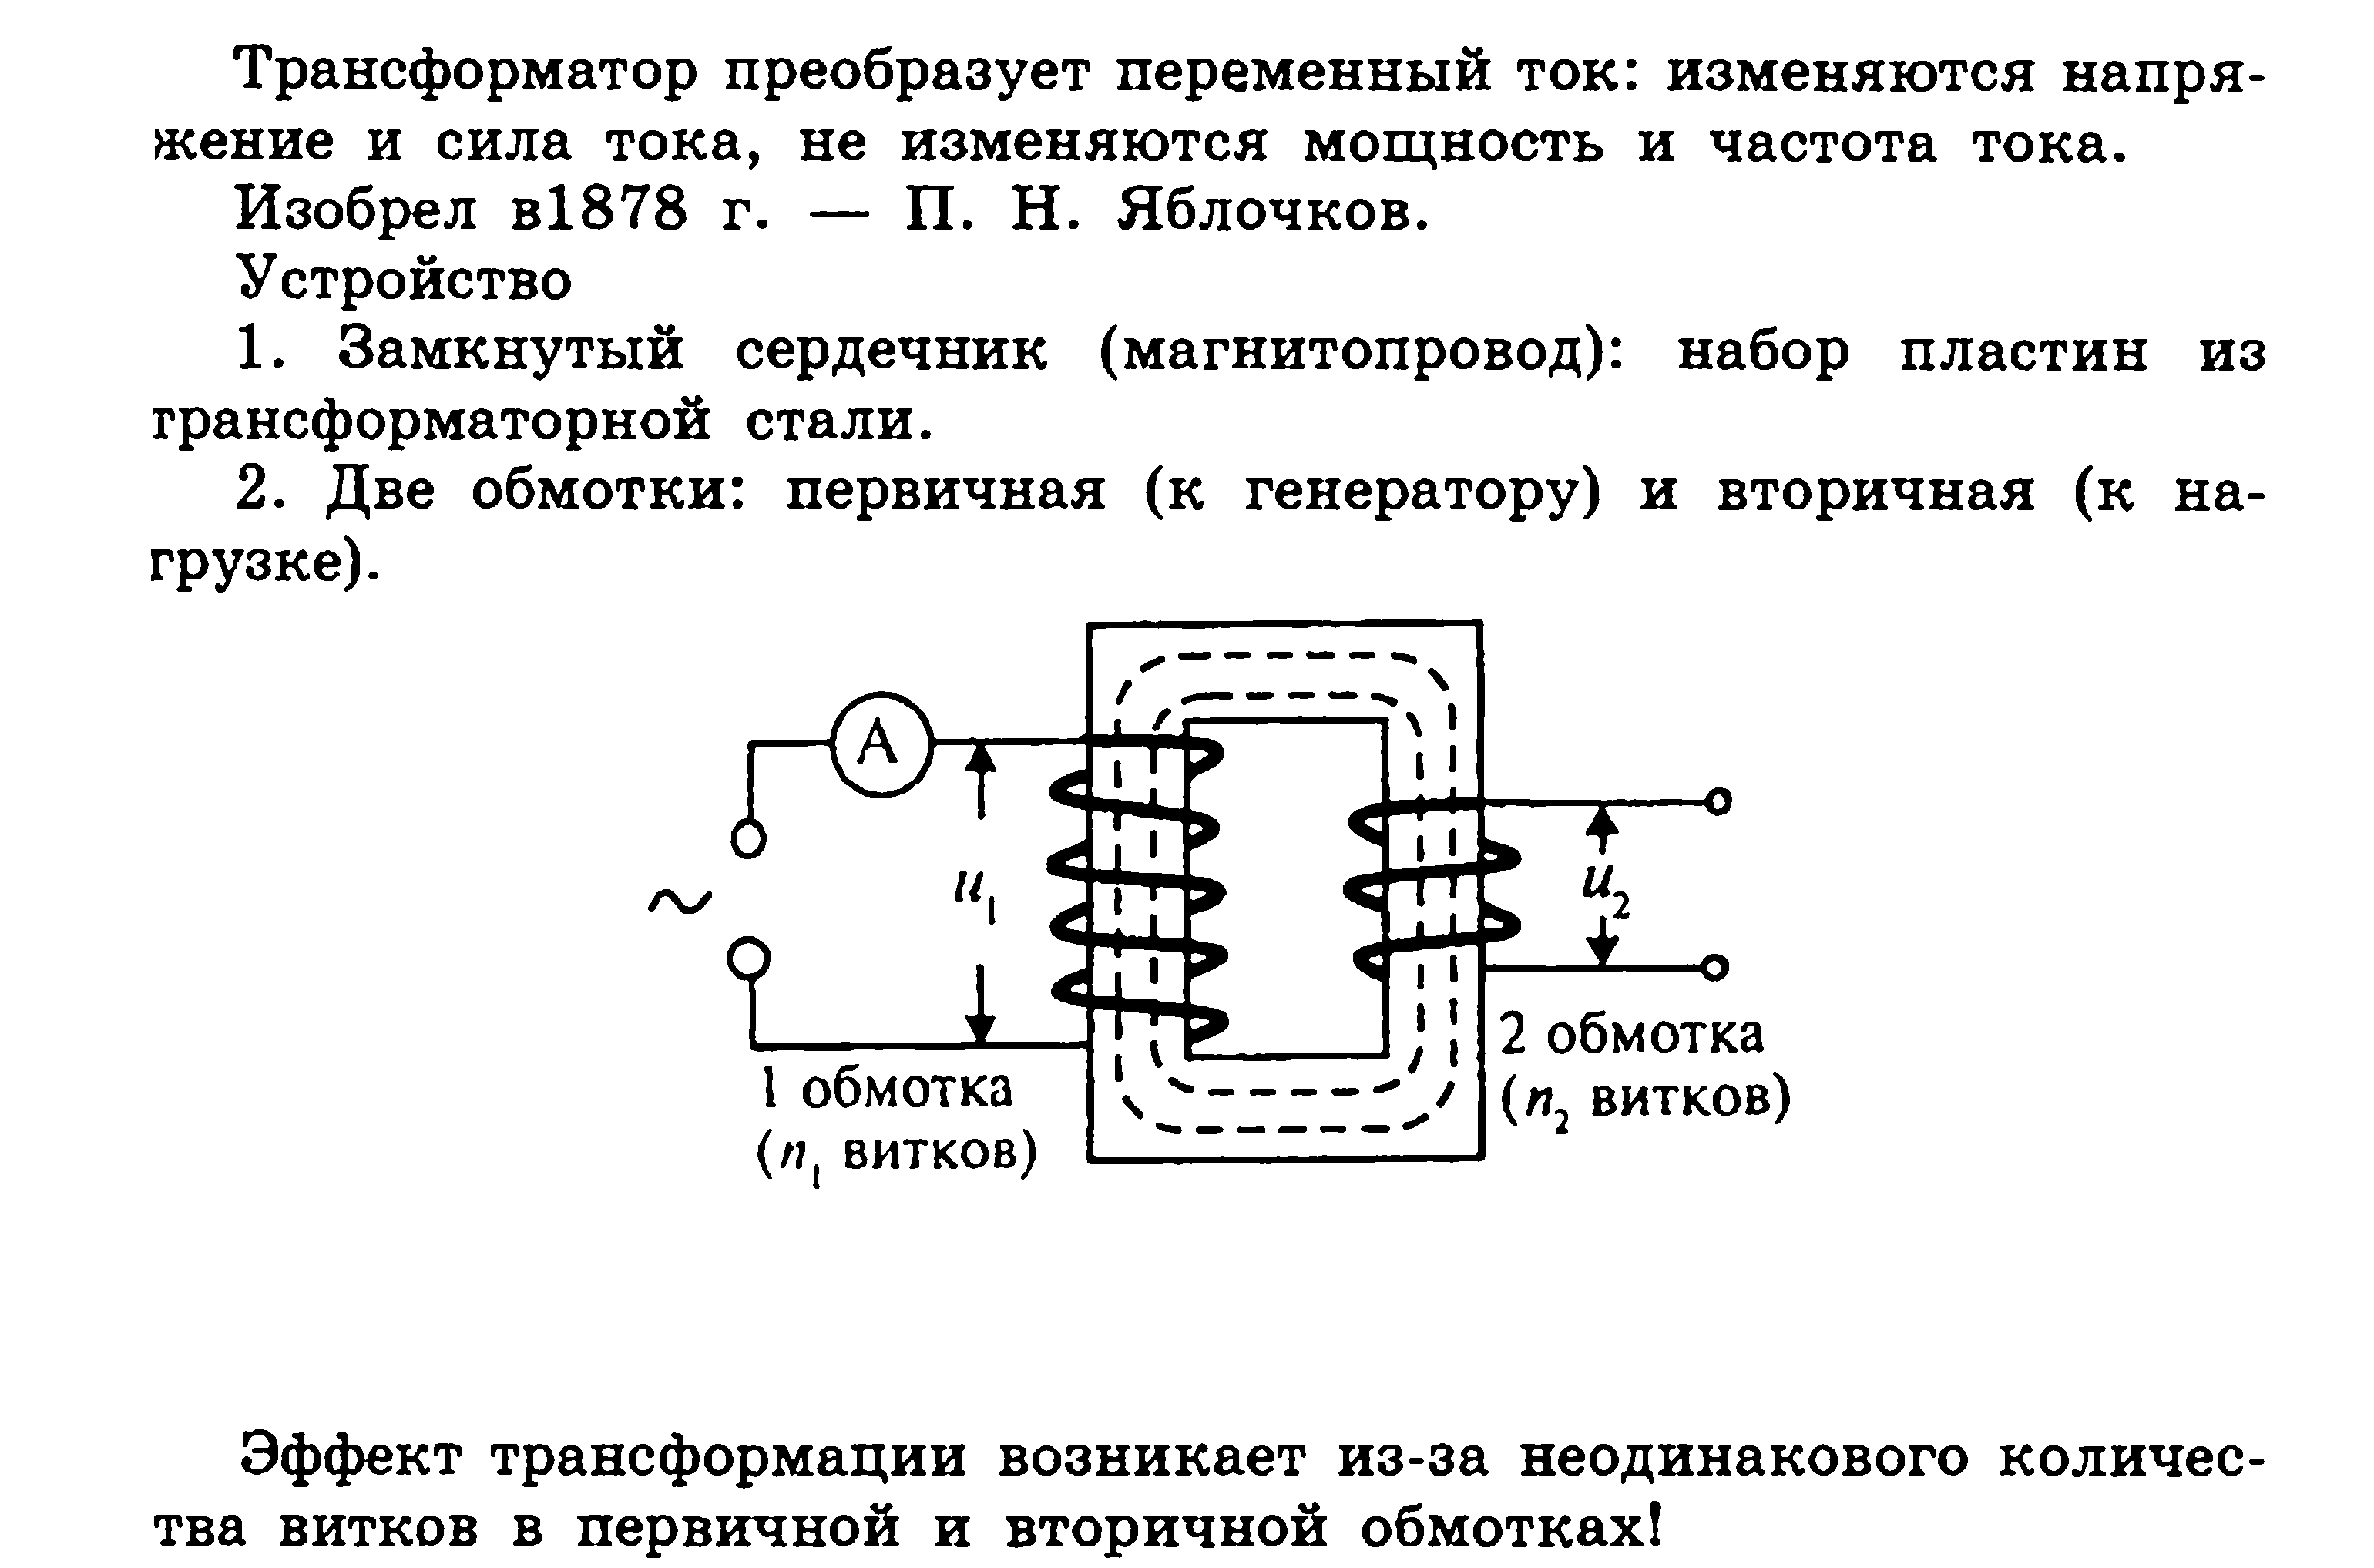 Трансформатор преобразует переменный ток: изменяются напря-
жение и сила тока, не изменяются мощность и частота тока.
Изобрел в1878 г. — П. Н. Яблочков.
Устройство
1. Замкнутый сердечник (магнитопровод): набор пластин из
трансформаторной стали.
2. Две обмотки: первичная (к генератору) и вторичная (к на-
грузке).
A
~
u₁
u₂
1 обмотка
(n₁ витков)
2 обмотка
(n₂ витков)
Эффект трансформации возникает из-за неодинакового количес-
тва витков в первичной и вторичной обмотках!